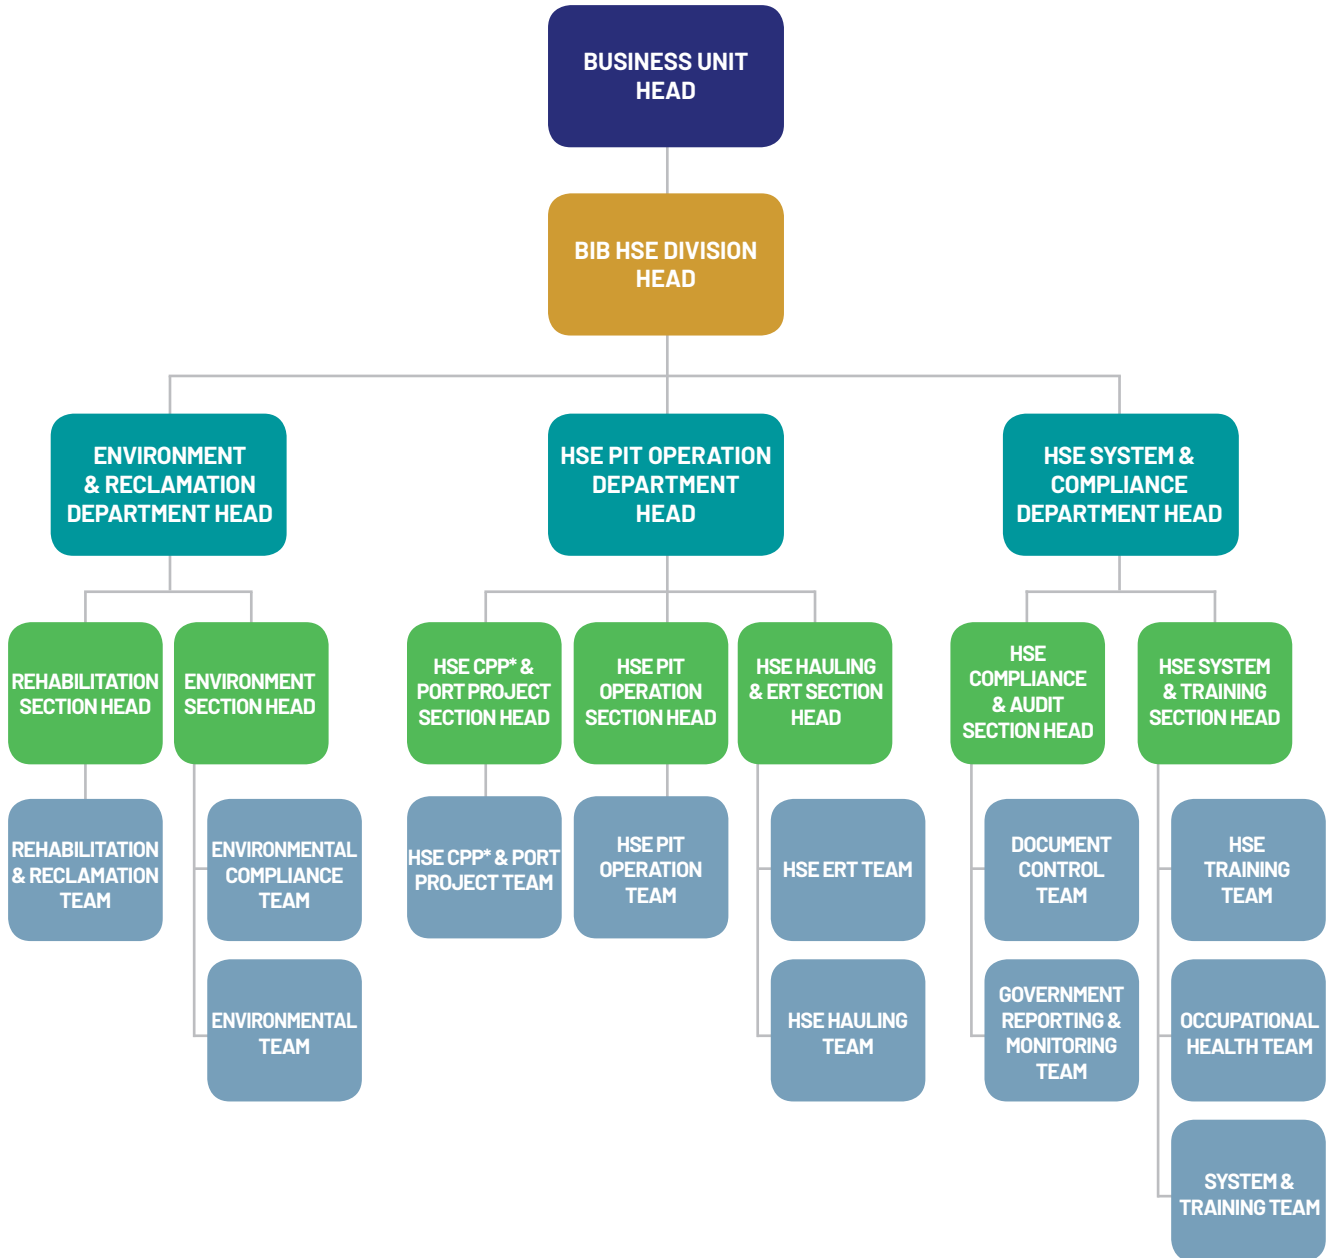 BUSINESS UNIT
HEAD
BIB HSE DIVISION
HEAD
ENVIRONMENT
& RECLAMATION
DEPARTMENT HEAD
HSE PIT OPERATION
DEPARTMENT
HEAD
HSE SYSTEM &
COMPLIANCE
DEPARTMENT HEAD
REHABILITATION
SECTION HEAD
ENVIRONMENT
SECTION HEAD
HSE CPP* &
PORT PROJECT
SECTION HEAD
HSE PIT
OPERATION
SECTION HEAD
HSE HAULING
& ERT SECTION
HEAD
HSE
COMPLIANCE
& AUDIT
SECTION HEAD
HSE SYSTEM
& TRAINING
SECTION HEAD
REHABILITATION
& RECLAMATION
TEAM
ENVIRONMENTAL
COMPLIANCE
TEAM
HSE CPP* & PORT
PROJECT TEAM
HSE PIT
OPERATION
TEAM
HSE ERT TEAM
DOCUMENT
CONTROL
TEAM
HSE
TRAINING
TEAM
ENVIRONMENTAL
TEAM
HSE HAULING
TEAM
GOVERNMENT
REPORTING &
MONITORING
TEAM
OCCUPATIONAL
HEALTH TEAM
SYSTEM &
TRAINING TEAM